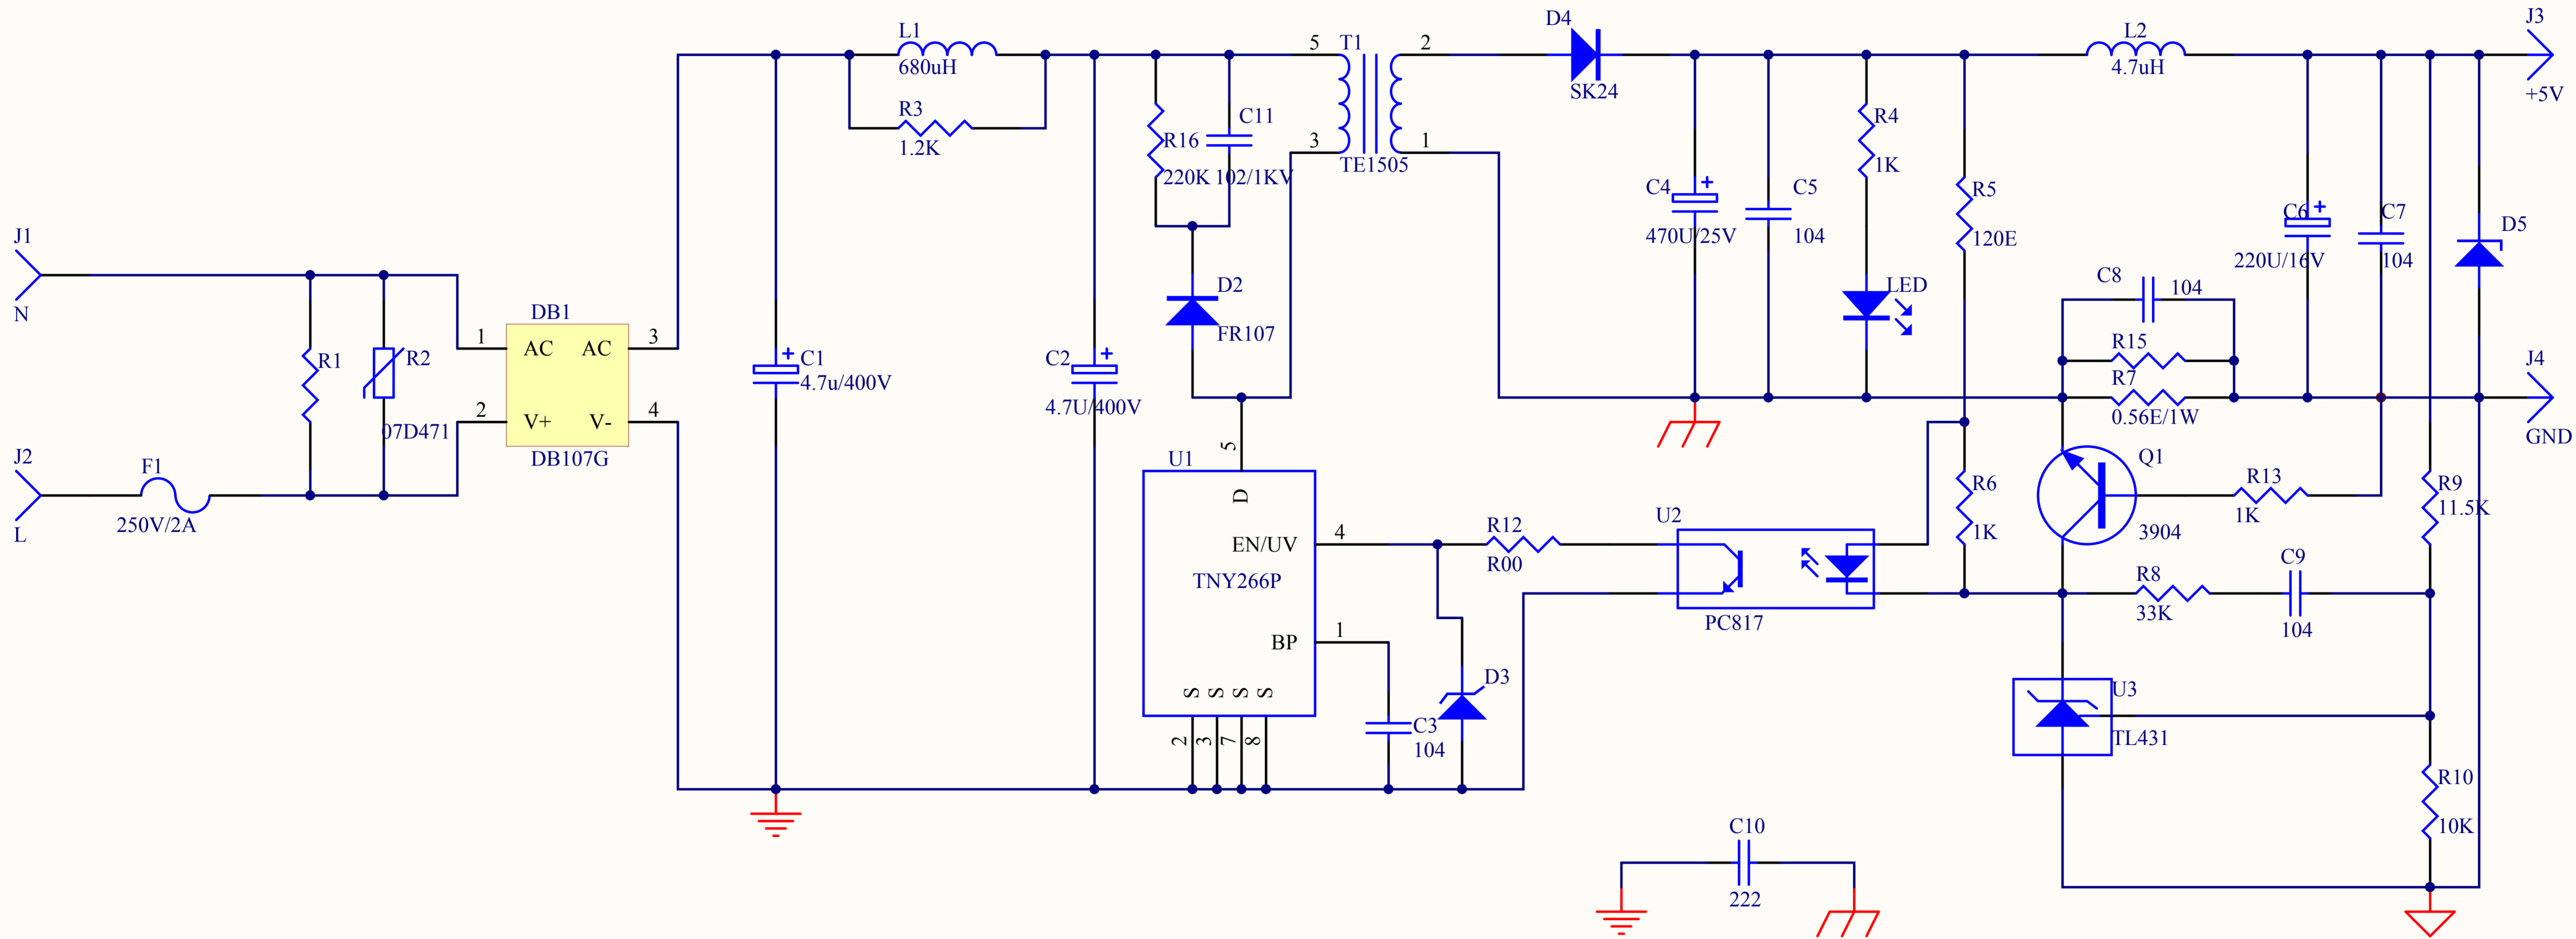 J1
N
J2
L
F1
250V/2A
R1
R2
07D471
DB1
1
AC
AC
3
2
V+
V-
4
DB107G
C1
4.7u/400V
L1
680uH
R3
1.2K
C2
4.7U/400V
R16
220K
C11
102/1KV
D2
FR107
5
T1
2
3
1
TE1505
D4
SK24
C4
+
470U/25V
C5
104
R4
1K
LED
R5
120E
L2
4.7uH
J3
+5V
C6
+
220U/16V
C7
104
D5
C8
104
R15
R7
0.56E/1W
J4
GND
Q1
3904
R13
1K
R9
11.5K
R6
1K
R8
33K
C9
104
U1
5
D
EN/UV
4
TNY266P
BP
1
S S S S
2 3 7 8
R12
R00
U2
PC817
D3
C3
104
U3
TL431
R10
10K
C10
222
+
+